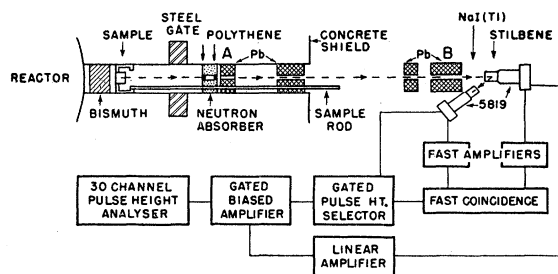 STEEL
GATE
SAMPLE
POLYTHENE
A
Pb
CONCRETE
SHIELD
NaI(Tl)
STILBENE
Pb
B
REACTOR
BISMUTH
NEUTRON
ABSORBER
SAMPLE
ROD
5819
FAST AMPLIFIERS
30 CHANNEL
PULSE HEIGHT
ANALYSER
GATED
BIASED
AMPLIFIER
GATED
PULSE HT.
SELECTOR
FAST COINCIDENCE
LINEAR
AMPLIFIER